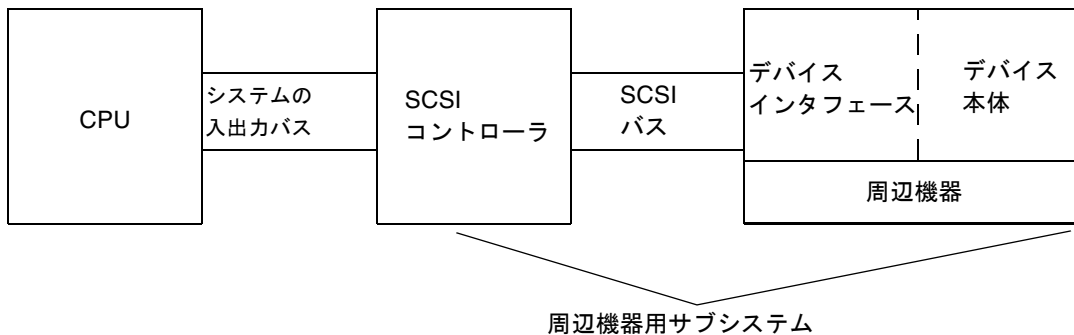 CPU
システムの
入出力バス
SCSI
コントローラ
SCSI
バス
デバイス
インタフェース
デバイス
本体
周辺機器
周辺機器用サブシステム